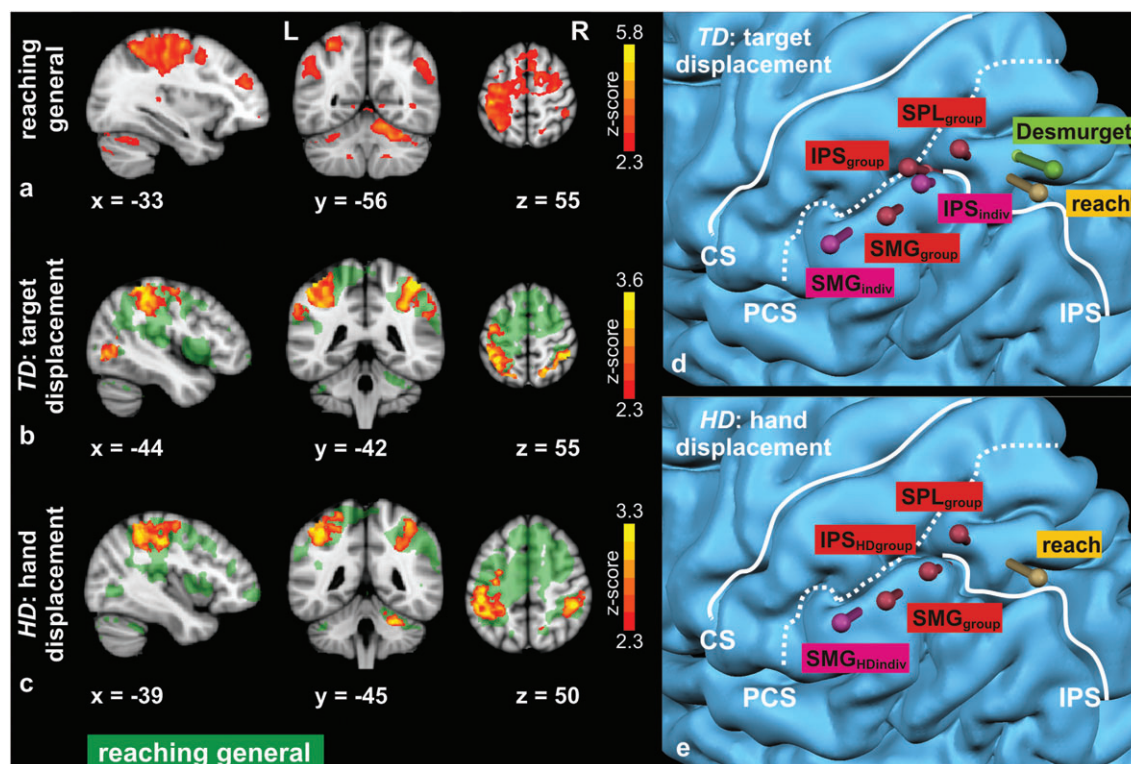 reaching
general
L
R
5.8
z-score
2.3
a
x = -33
y = -56
z = 55
TD: target
displacement
3.6
z-score
2.3
b
x = -44
y = -42
z = 55
HD: hand
displacement
3.3
z-score
2.3
c
x = -39
y = -45
z = 50
reaching general
TD: target
displacement
SPLgroup
Desmurget
IPSgroup
IPSindiv
reach
SMGgroup
CS
SMGindiv
PCS
IPS
d
HD: hand
displacement
SPLgroup
IPSHDgroup
reach
SMGgroup
CS
SMGHDindiv
PCS
IPS
e